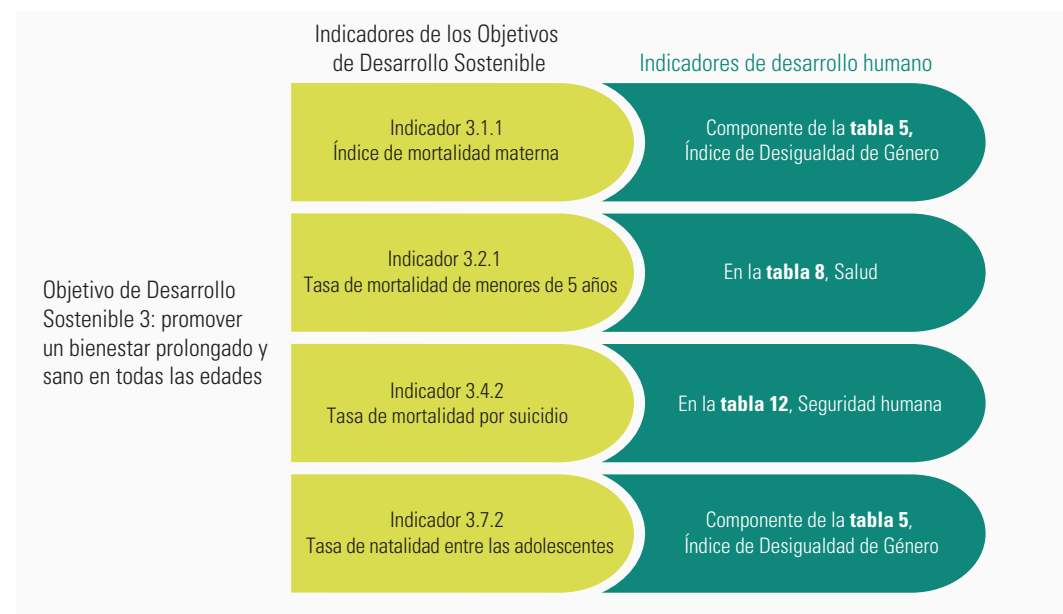 Indicadores de los Objetivos
de Desarrollo Sostenible
Indicadores de desarrollo humano
Objetivo de Desarrollo
Sostenible 3: promover
un bienestar prolongado y
sano en todas las edades
Indicador 3.1.1
Índice de mortalidad materna
Componente de la tabla 5,
Índice de Desigualdad de Género
Indicador 3.2.1
Tasa de mortalidad de menores de 5 años
En la tabla 8, Salud
Indicador 3.4.2
Tasa de mortalidad por suicidio
En la tabla 12, Seguridad humana
Indicador 3.7.2
Tasa de natalidad entre las adolescentes
Componente de la tabla 5,
Índice de Desigualdad de Género